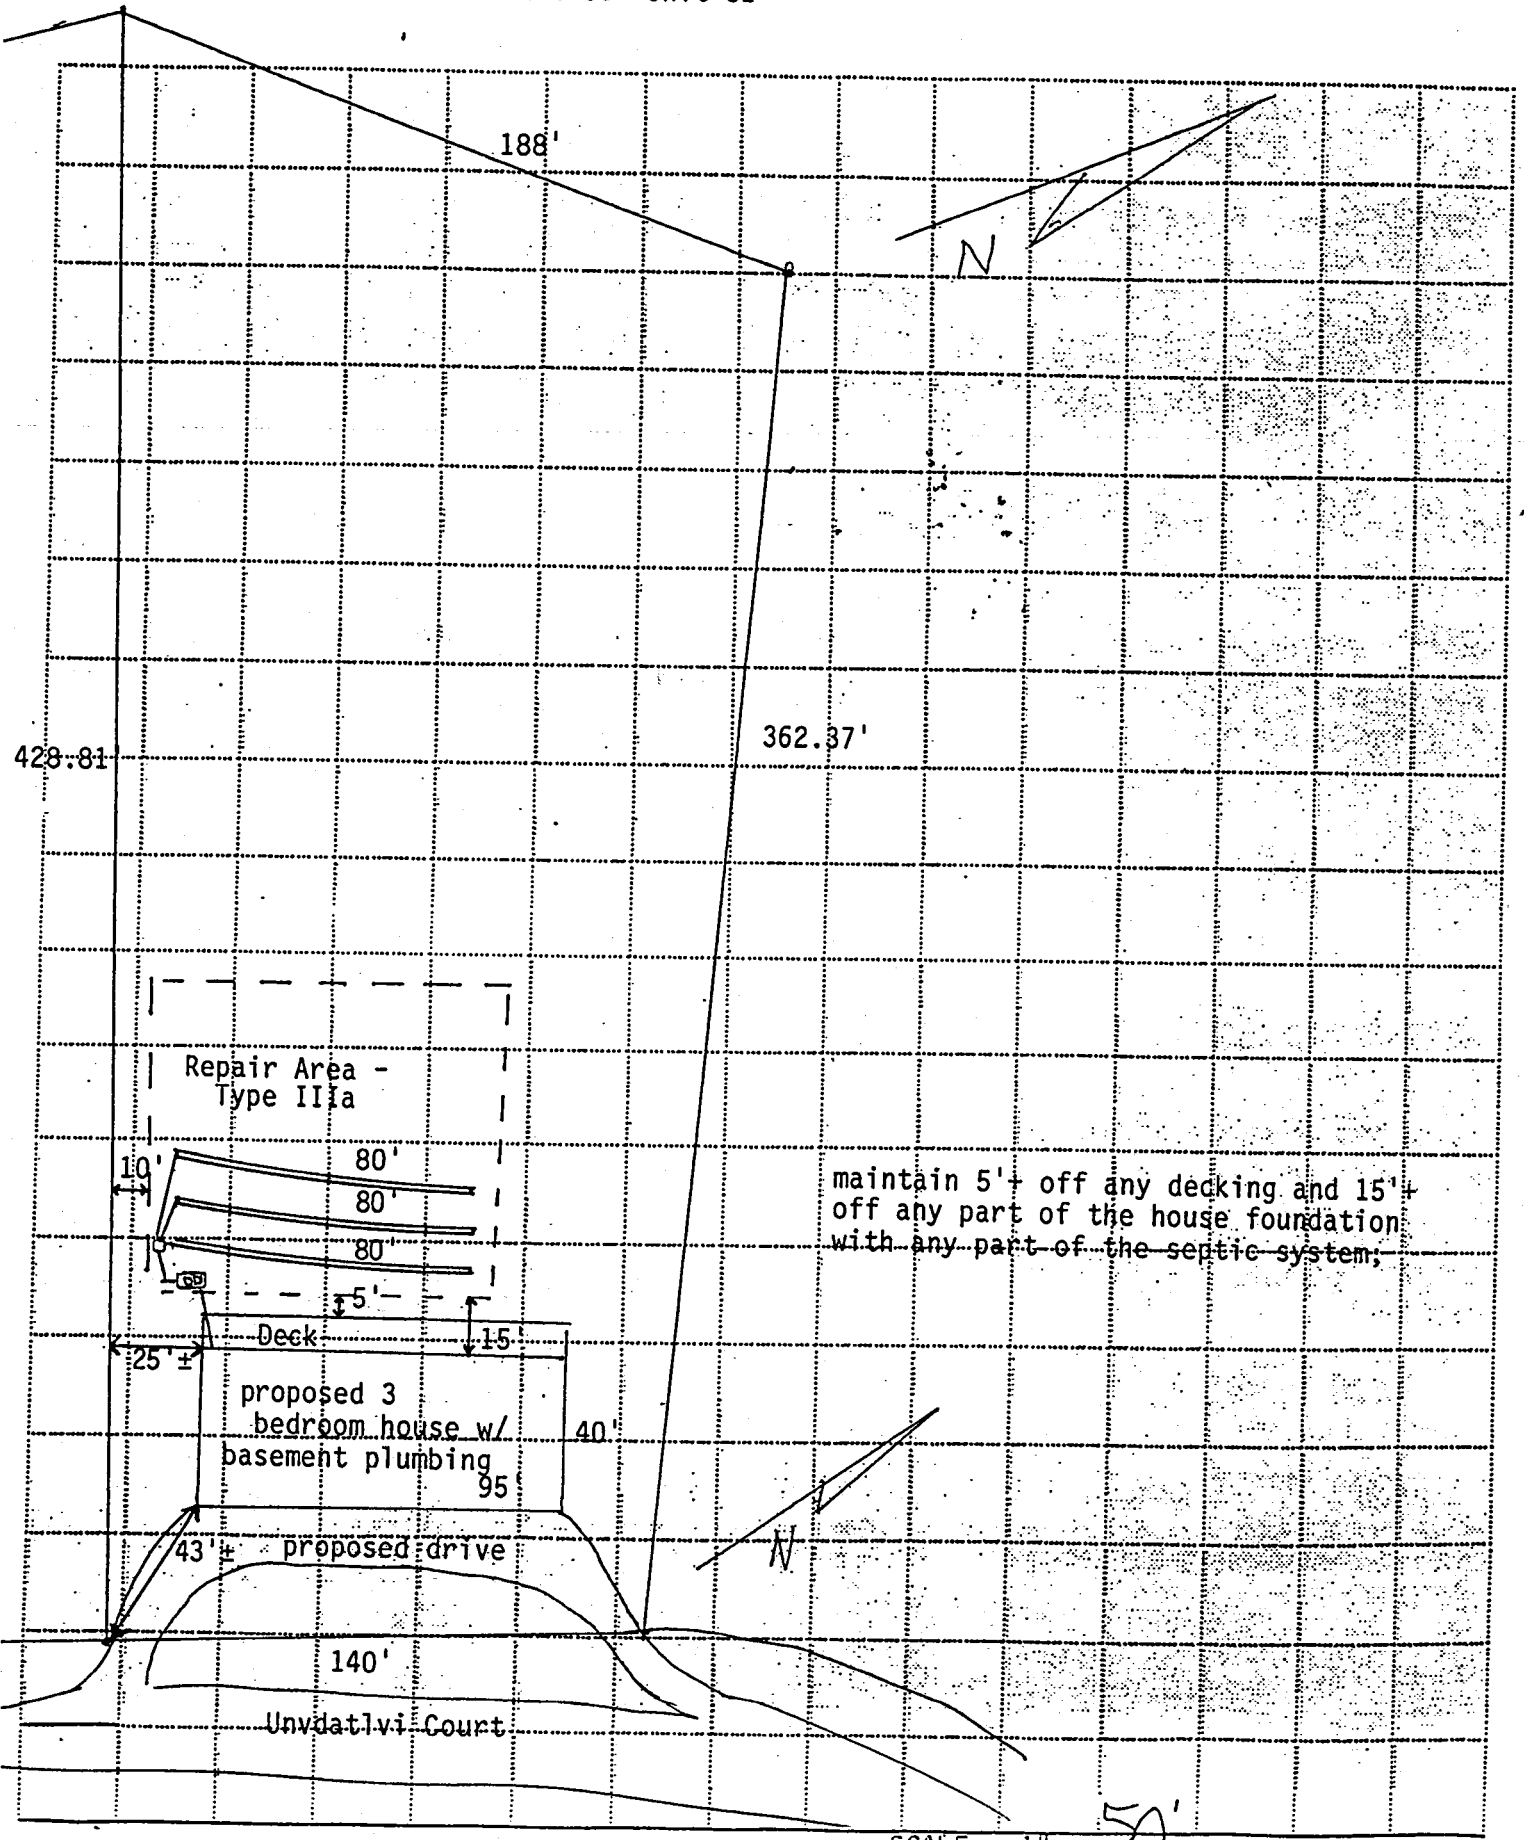 188'
N
428.81'
362.37'
Repair Area -
Type IIIa
10'
80'
80'
80'
maintain 5'+ off any decking and 15'+
off any part of the house foundation
with any part of the septic system;
5'
Deck
15'
25'±
proposed 3
bedroom house w/
basement plumbing
40'
95'
43'±
proposed drive
N
140'
Unvdatlvi Court
50'